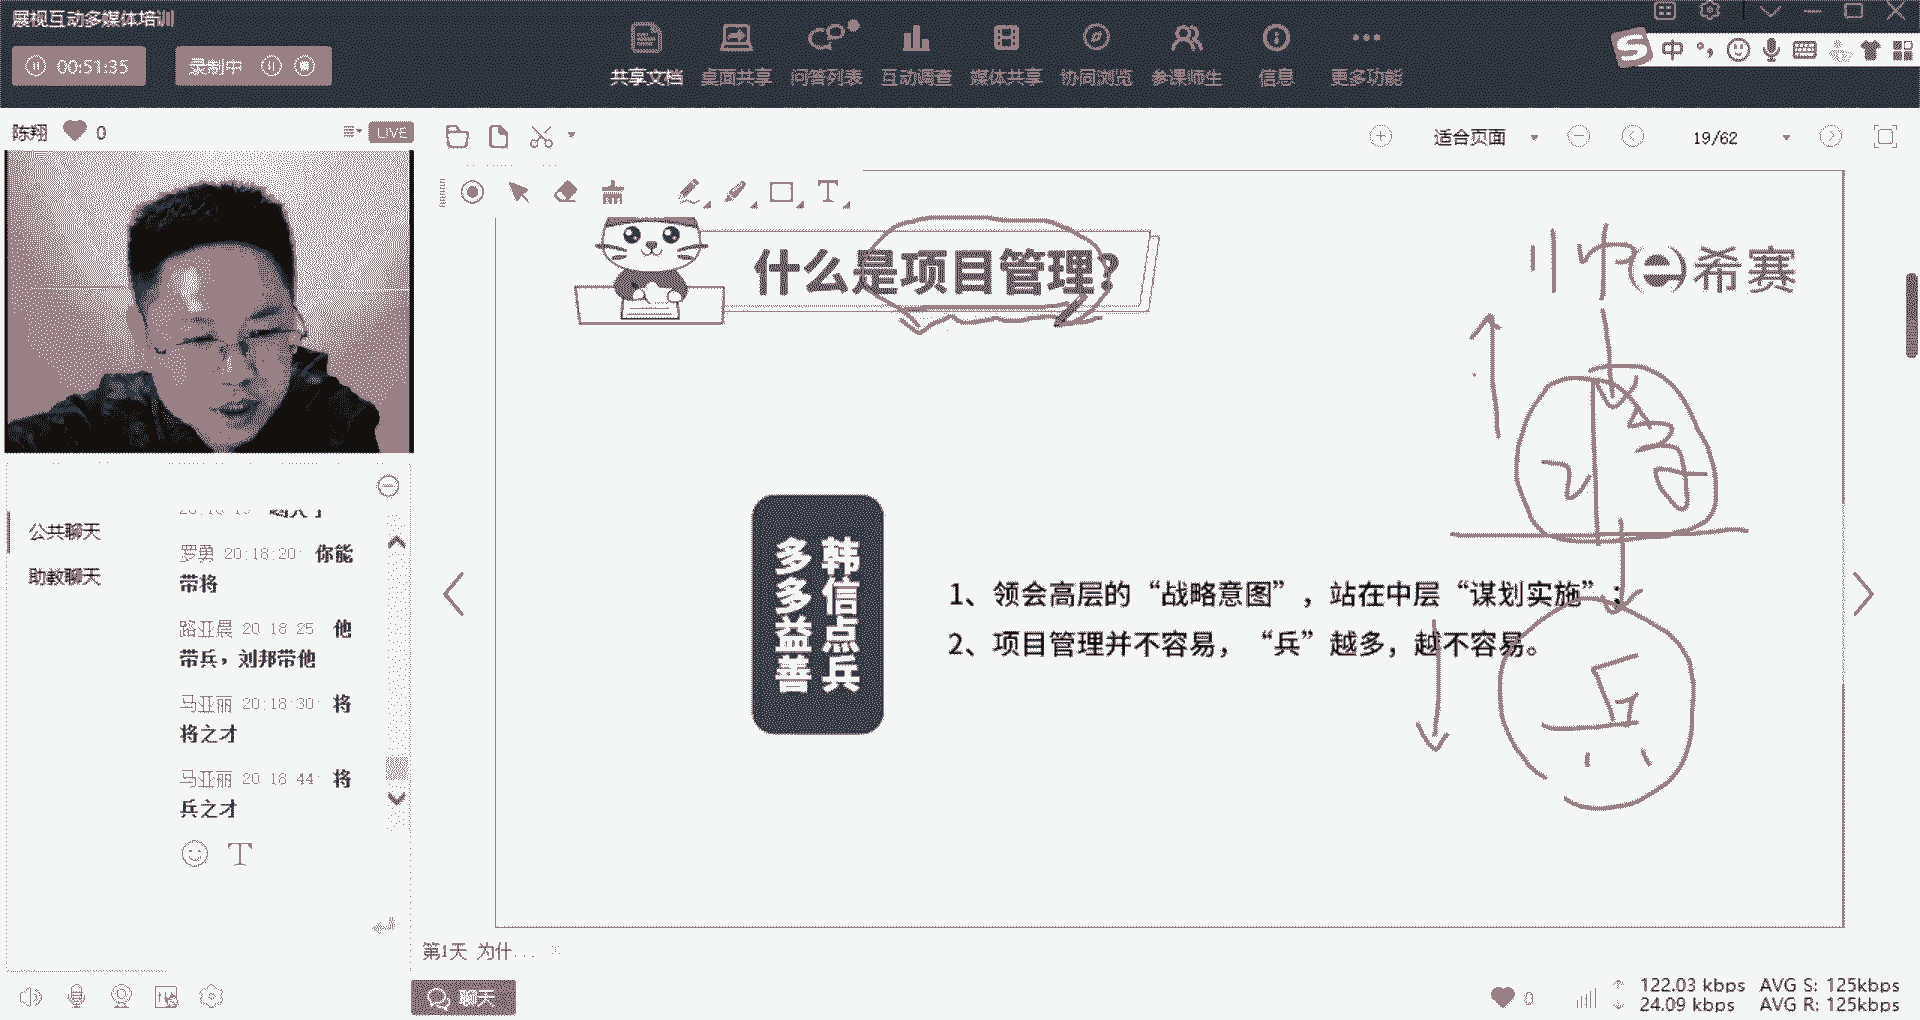 展视互动多媒体培训
00:51:35
录制中
共享文档
桌面共享
问答列表
互动调查
媒体共享
协同浏览
参课师生
信息
更多功能
中
陈翔
0
LIVE
适合页面
19/62
什么是项目管理?
希赛
帅
将
兵
韩信点兵
多多益善
1、领会高层的“战略意图”，站在中层“谋划实施”；
2、项目管理并不容易，“兵”越多，越不容易。
公共聊天
助教聊天
罗勇 20:18:20 你能
带将
路亚晨 20:18:25 他
带兵，刘邦带他
马亚丽 20:18:30 将
将之才
马亚丽 20:18:44 将
兵之才
第1天 为什...
聊天
0
122.03 kbps AVG S: 125kbps
24.09 kbps AVG R: 125kbps